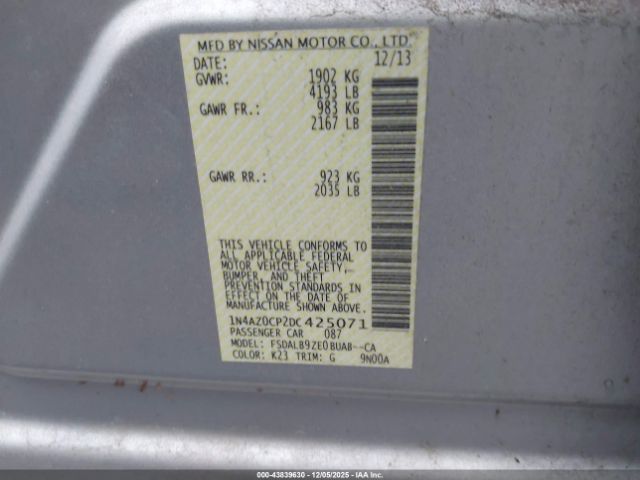 MFD BY NISSAN MOTOR CO., LTD.
DATE: 12/13
GVWR: 1902 KG
4193 LB
GAWR FR.: 983 KG
2167 LB
GAWR RR.: 923 KG
2035 LB
THIS VEHICLE CONFORMS TO
ALL APPLICABLE FEDERAL
MOTOR VEHICLE SAFETY,
BUMPER, AND THEFT
PREVENTION STANDARDS IN
EFFECT ON THE DATE OF
MANUFACTURE SHOWN ABOVE.
1N4AZ0CP2DC425071
PASSENGER CAR 087
MODEL: FSDALB9ZE0BUAB--CA
COLOR: K23 TRIM: G 9N00A
000-43839630 - 12/05/2025 - IAA Inc.